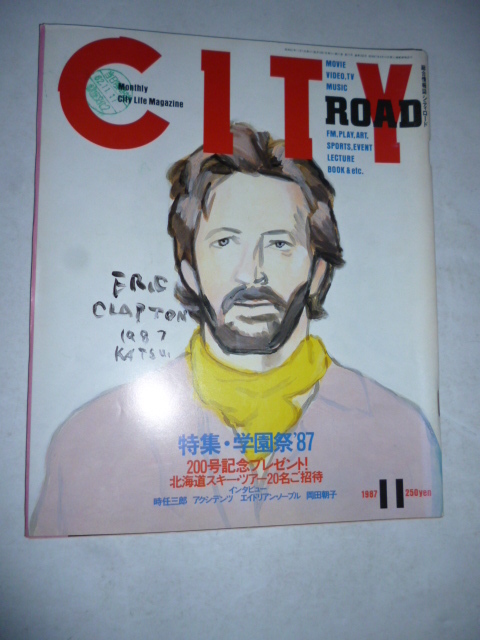 CITY
ROAD
Monthly
City Life Magazine
MOVIE
VIDEO,TV
MUSIC
FM,PLAY,ART,
SPORTS,EVENT
LECTURE
BOOK & etc.
ERIC
CLAPTON
1987
KATSUI
特集・学園祭'87
200号記念プレゼント!
北海道スキー・ツアー20名ご招待
インタビュー
時任三郎 アクシデンツ エイドリアン・ソーブル 岡田朝子
1987 11 250yen